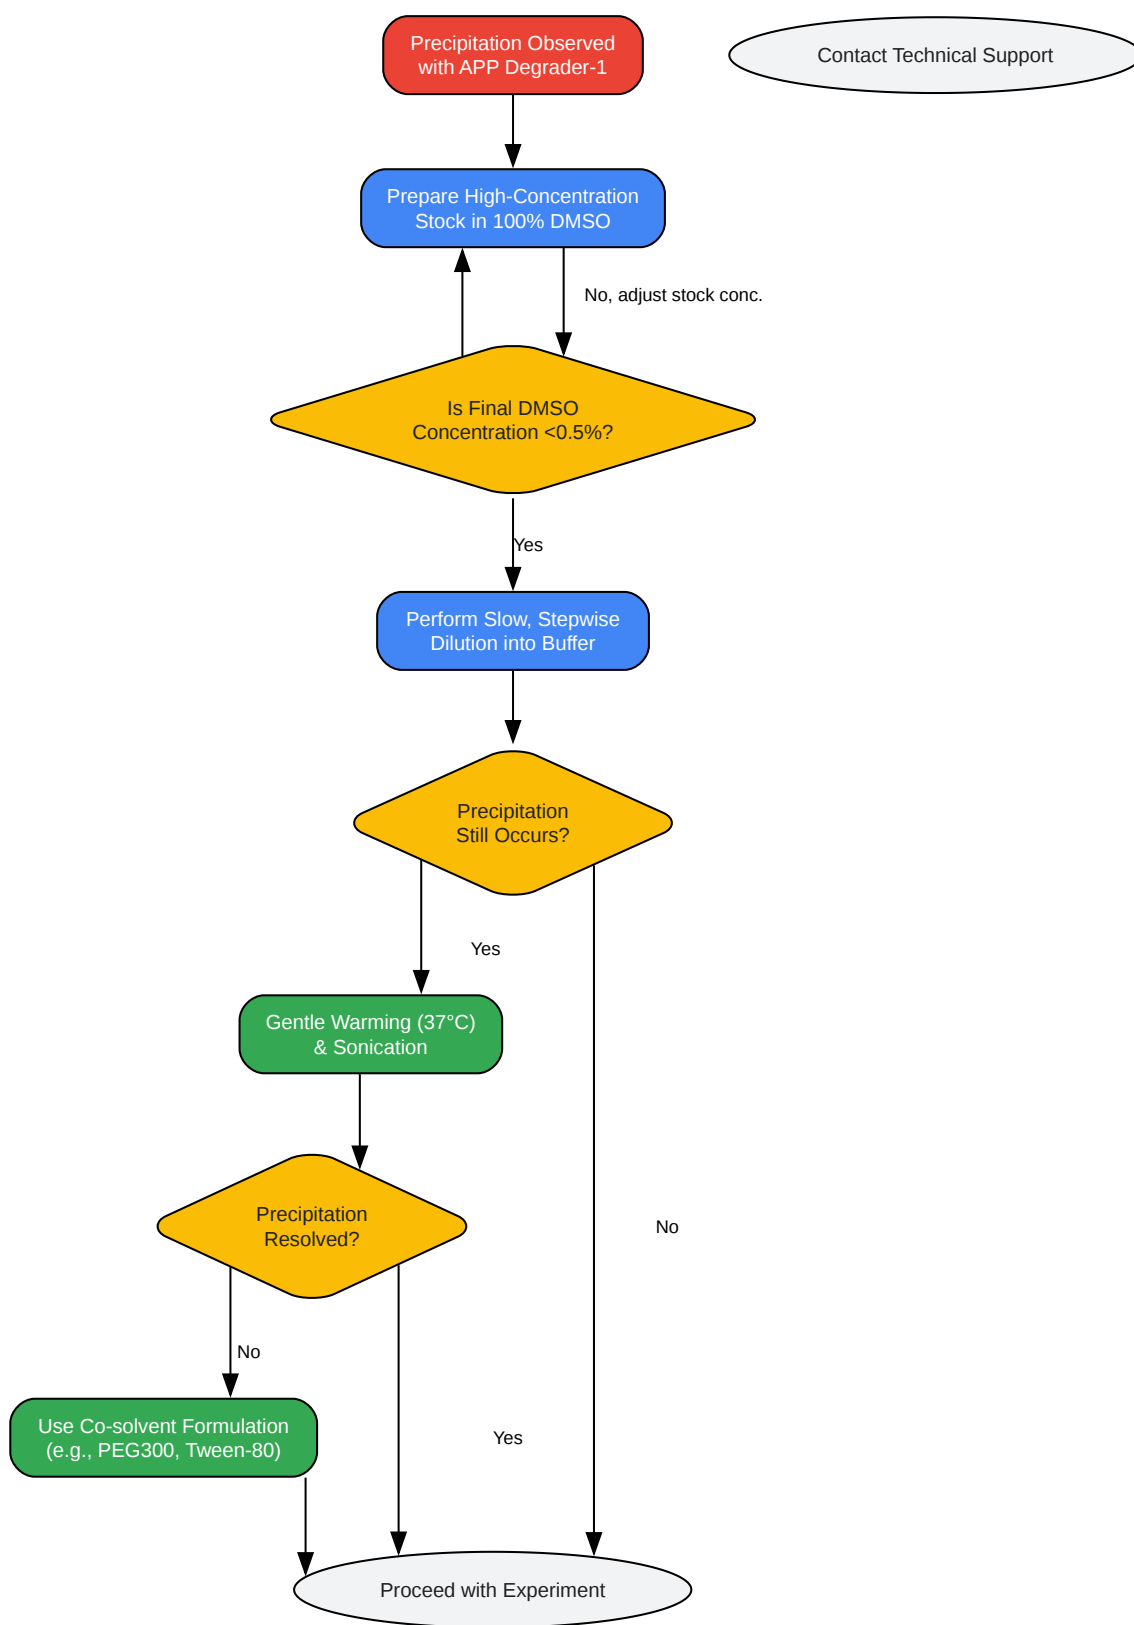 Precipitation Observed
with APP Degrader-1
Contact Technical Support
Prepare High-Concentration
Stock in 100% DMSO
No, adjust stock conc.
Is Final DMSO
Concentration <0.5%?
Yes
Perform Slow, Stepwise
Dilution into Buffer
Precipitation
Still Occurs?
Yes
Gentle Warming (37°C)
& Sonication
Precipitation
Resolved?
No
No
Use Co-solvent Formulation
(e.g., PEG300, Tween-80)
Yes
Proceed with Experiment